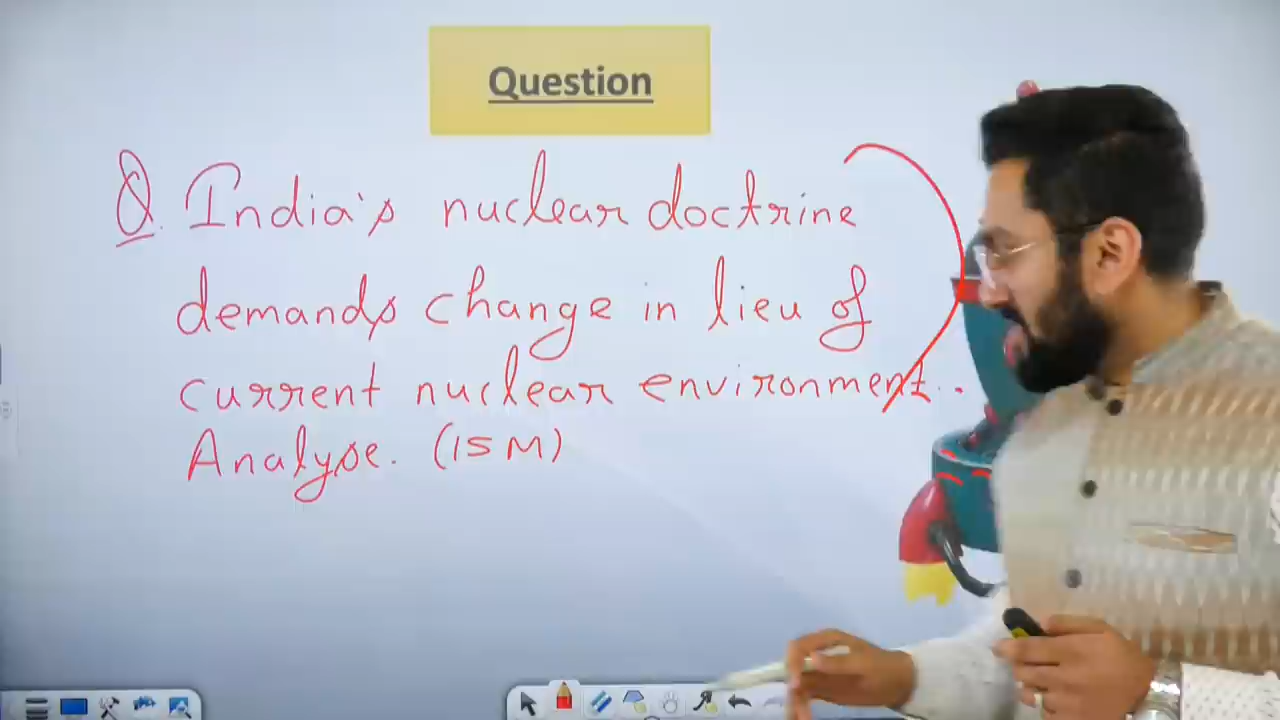 Question
Q. India's nuclear doctrine
demands change in lieu of
current nuclear environment.
Analyse. (15M)